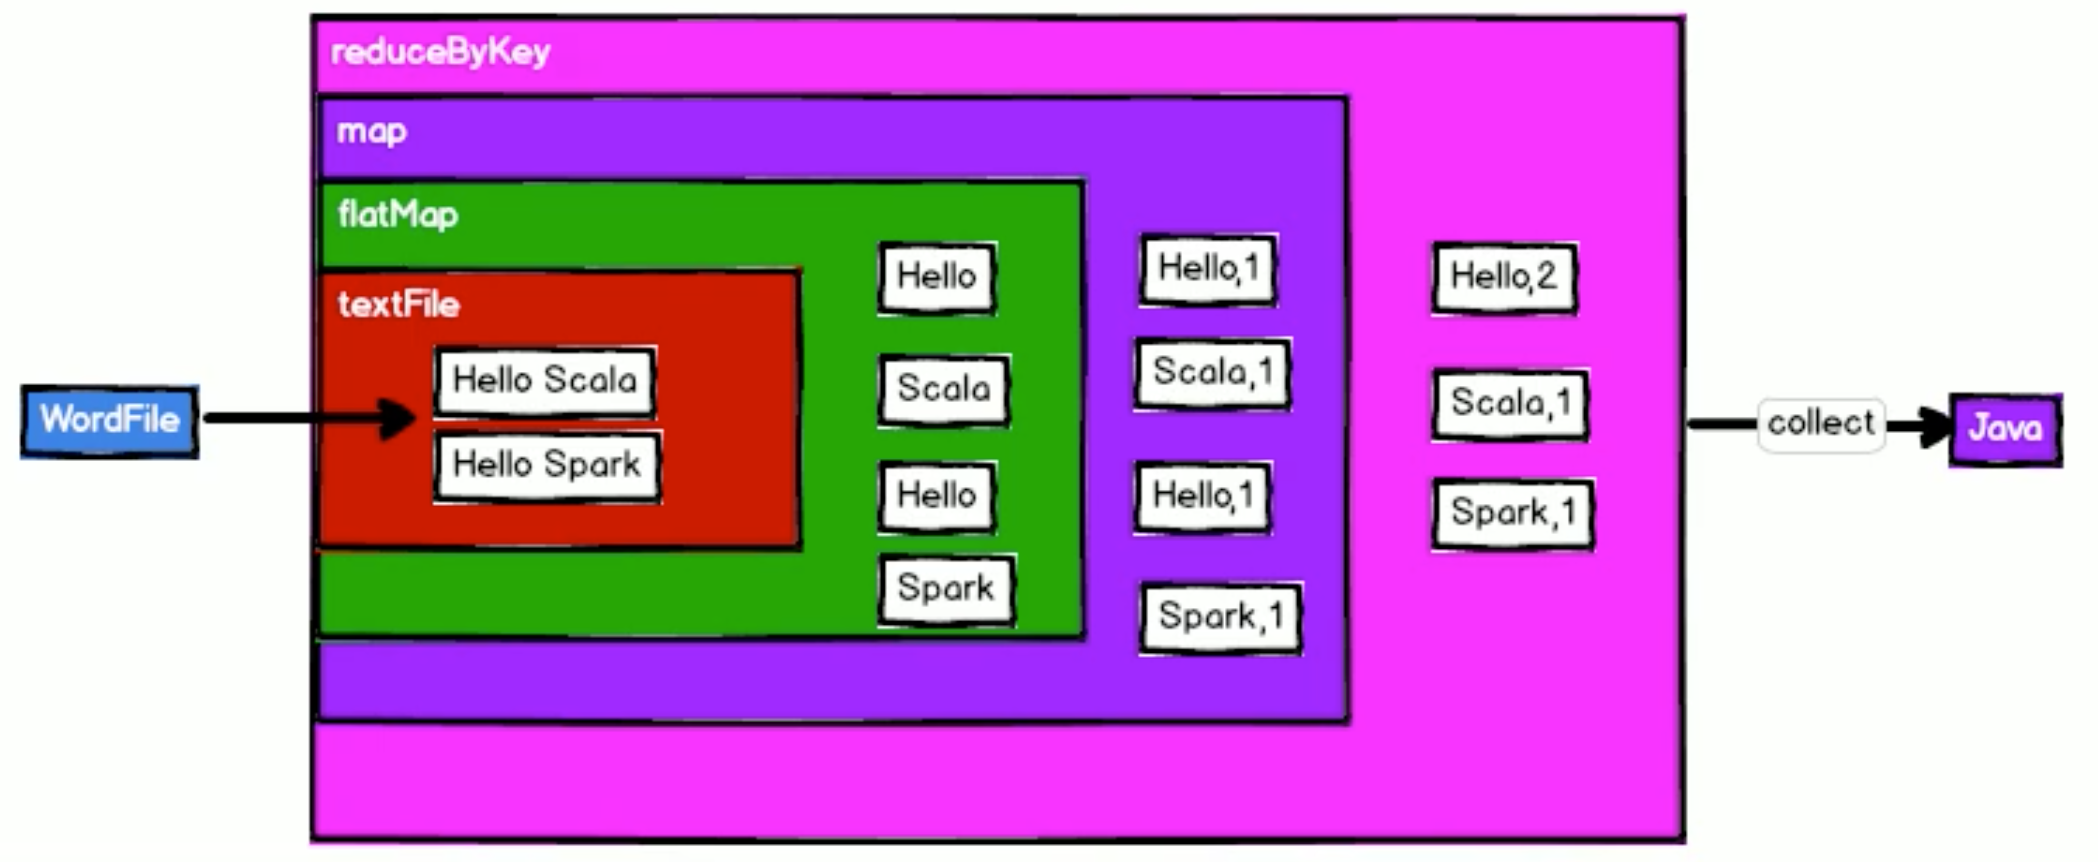 reduceByKey
map
flatMap
textFile
WordFile
Hello Scala
Hello Spark
Hello
Scala
Hello
Spark
Hello,1
Scala,1
Hello,1
Spark,1
Hello,2
Scala,1
Spark,1
collect
Java